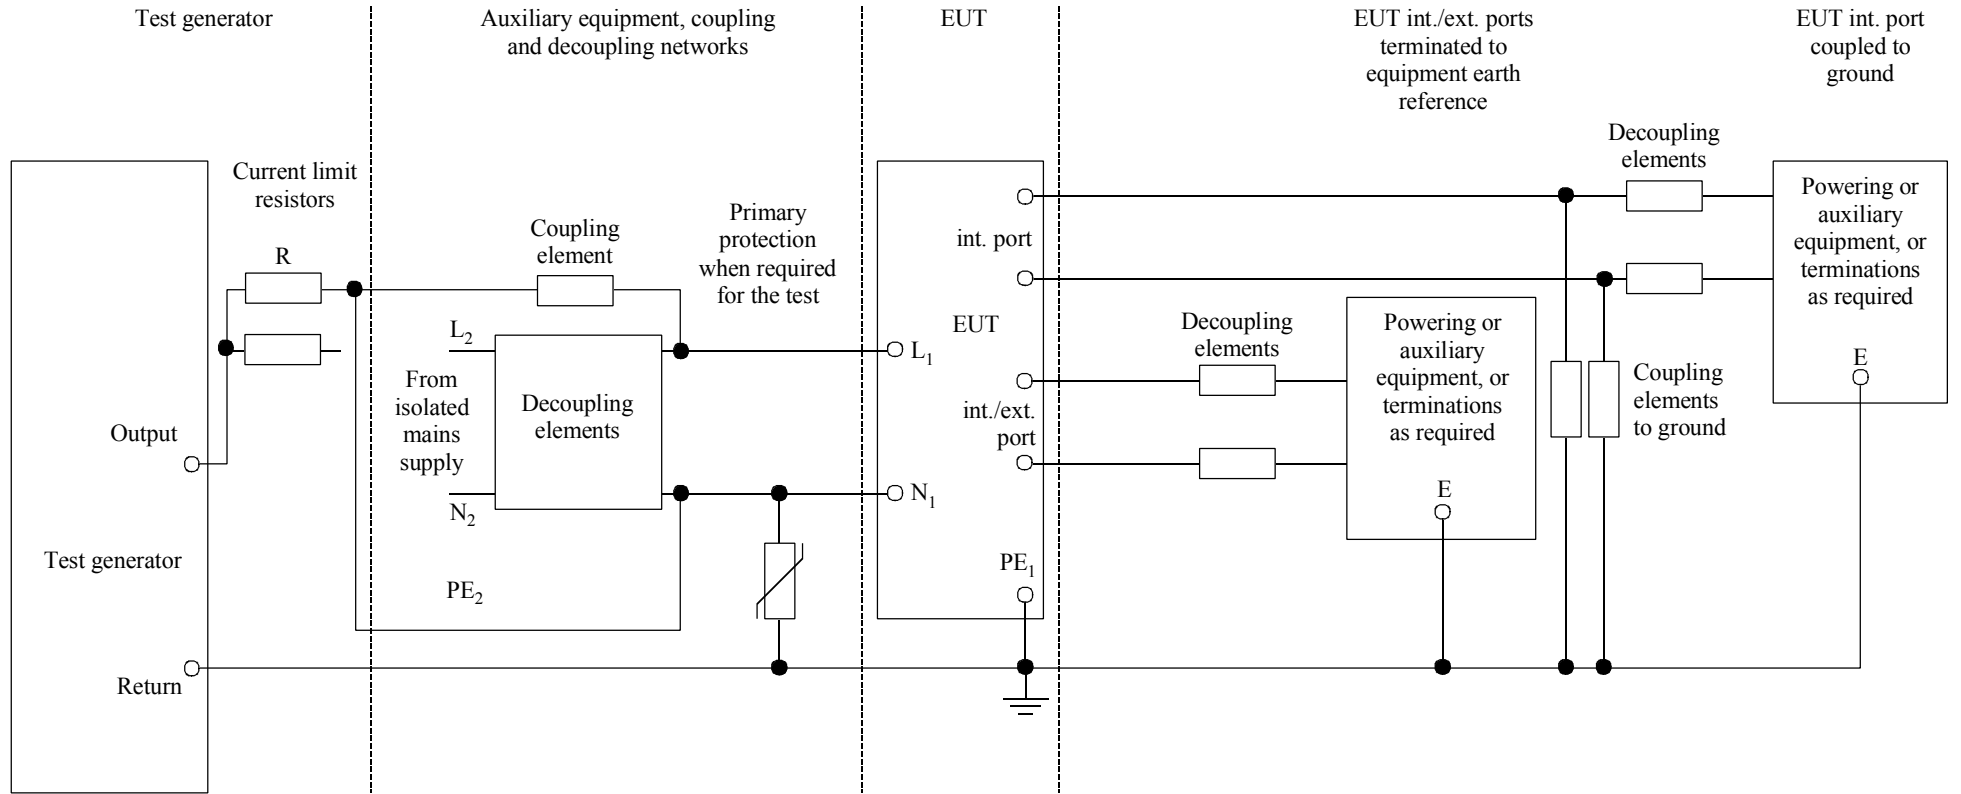 Test generator
Auxiliary equipment, coupling
and decoupling networks
EUT
EUT int./ext. ports
terminated to
equipment earth
reference
EUT int. port
coupled to
ground
Current limit
resistors
R
Coupling
element
Primary
protection
when required
for the test
L2
From
isolated
mains
supply
N2
Decoupling
elements
PE2
Output
Test generator
Return
int. port
EUT
L1
int./ext.
port
N1
PE1
Decoupling
elements
Powering or
auxiliary
equipment, or
terminations
as required
E
Decoupling
elements
Coupling
elements
to ground
Powering or
auxiliary
equipment, or
terminations
as required
E